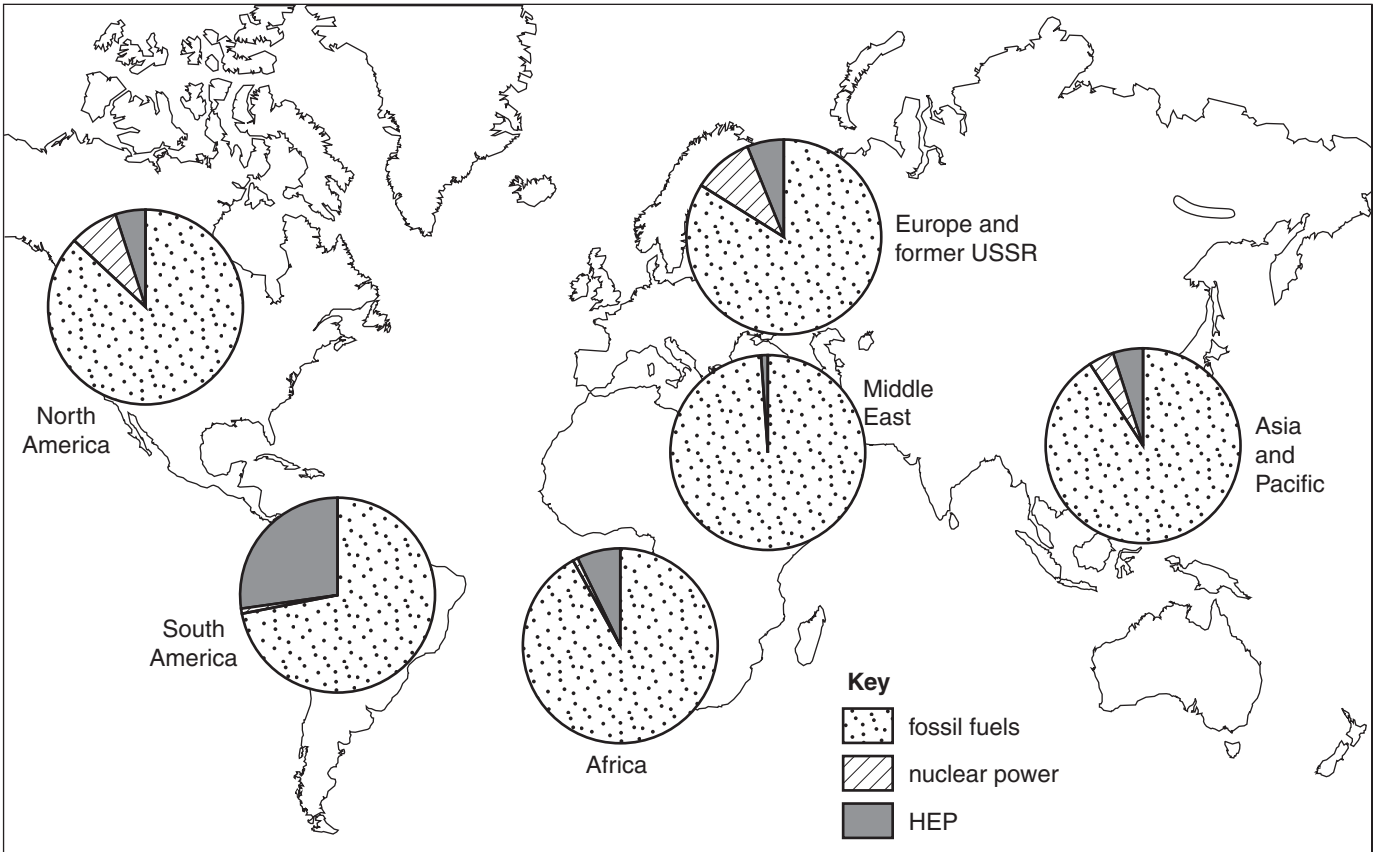 Europe and
former USSR
Middle
East
North
America
Asia
and
Pacific
South
America
Africa
Key
fossil fuels
nuclear power
HEP